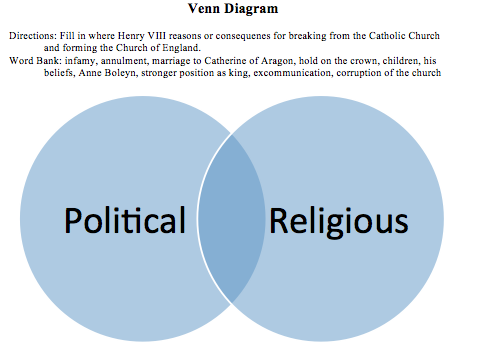 Venn Diagram
Directions: Fill in where Henry VIII reasons or consequenes for breaking from the Catholic Church
and forming the Church of England.
Word Bank: infamy, annulment, marriage to Catherine of Aragon, hold on the crown, children, his
beliefs, Anne Boleyn, stronger position as king, excommunication, corruption of the church
Political
Religious